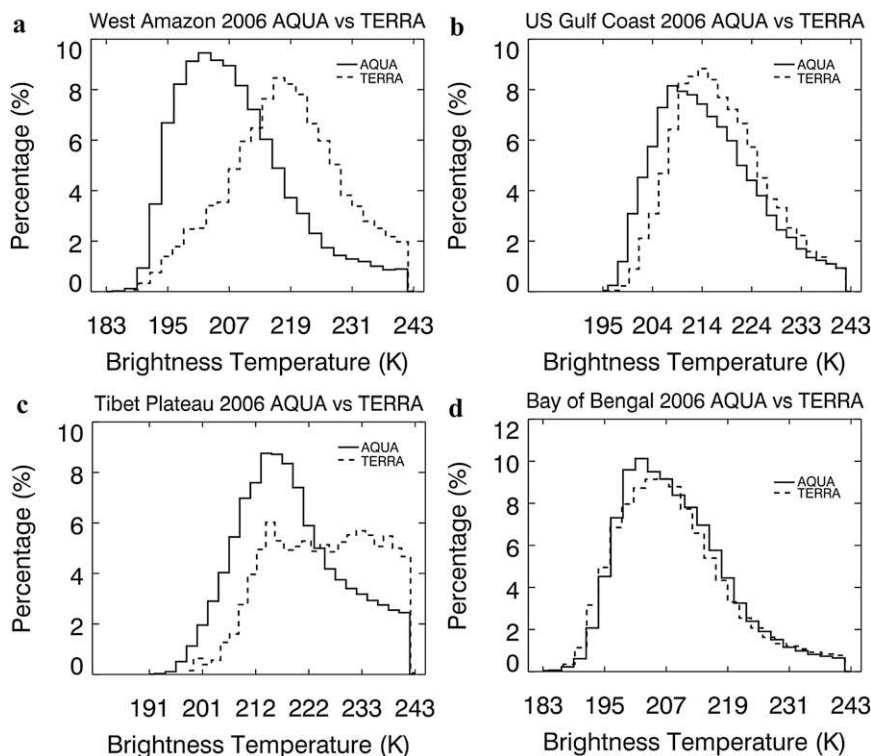 a
West Amazon 2006 AQUA vs TERRA
10
8
6
4
2
0
Percentage (%)
AQUA
TERRA
183 195 207 219 231 243
Brightness Temperature (K)
b
US Gulf Coast 2006 AQUA vs TERRA
10
8
6
4
2
0
Percentage (%)
AQUA
TERRA
195 204 214 224 233 243
Brightness Temperature (K)
c
Tibet Plateau 2006 AQUA vs TERRA
10
8
6
4
2
0
Percentage (%)
AQUA
TERRA
191 201 212 222 233 243
Brightness Temperature (K)
d
Bay of Bengal 2006 AQUA vs TERRA
12
10
8
6
4
2
0
Percentage (%)
AQUA
TERRA
183 195 207 219 231 243
Brightness Temperature (K)